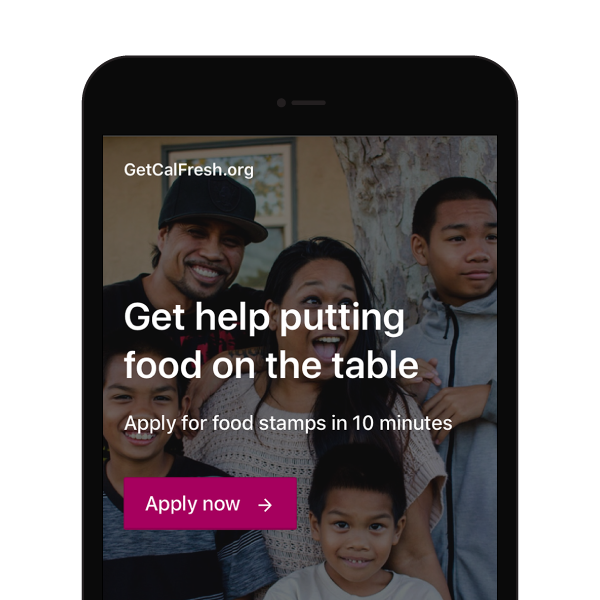 GetCalFresh.org
Get help putting
food on the table
Apply for food stamps in 10 minutes
Apply now →